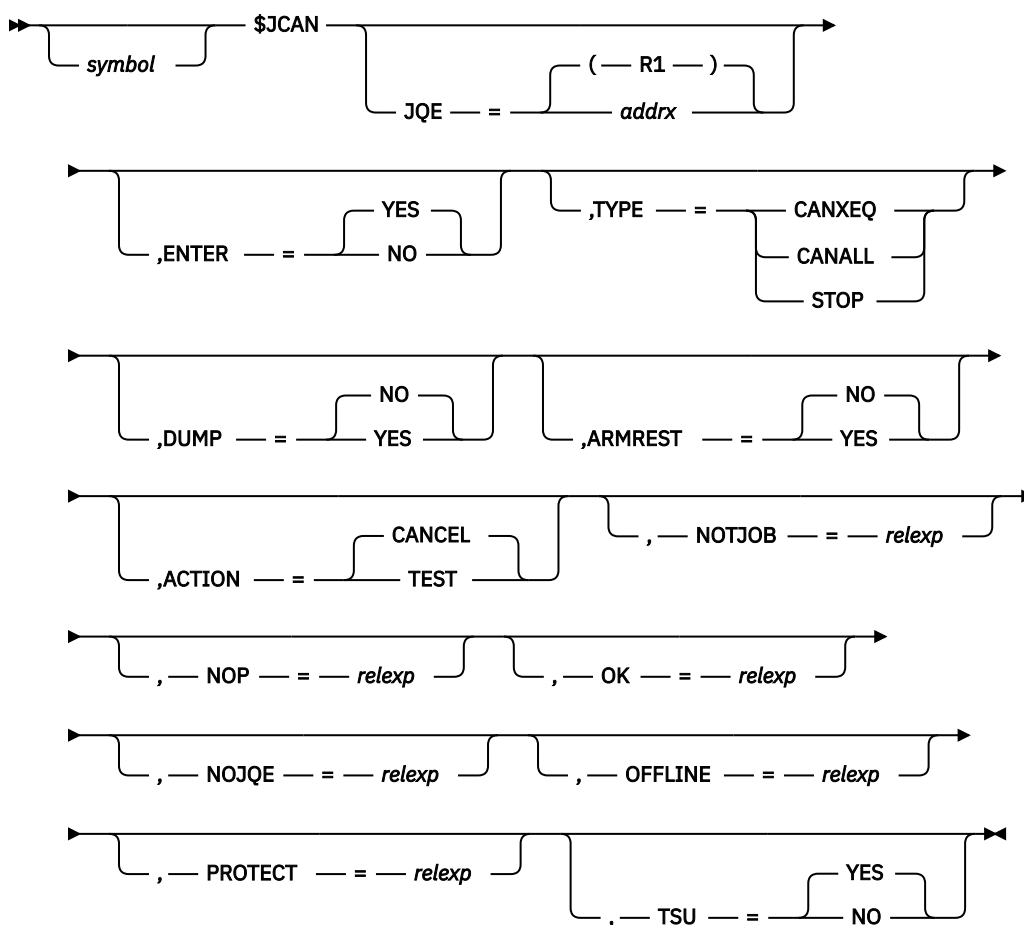 $JCAN
symbol
( R1 )
JQE = addrx
YES ,TYPE = CANXEQ
,ENTER = NO CANALL
STOP
NO NO
,DUMP = YES ,ARMREST = YES
CANCEL , NOTJOB = relexp
,ACTION = TEST
, NOP = relexp , OK = relexp
, NOJQE = relexp , OFFLINE = relexp
, PROTECT = relexp YES
, TSU = NO